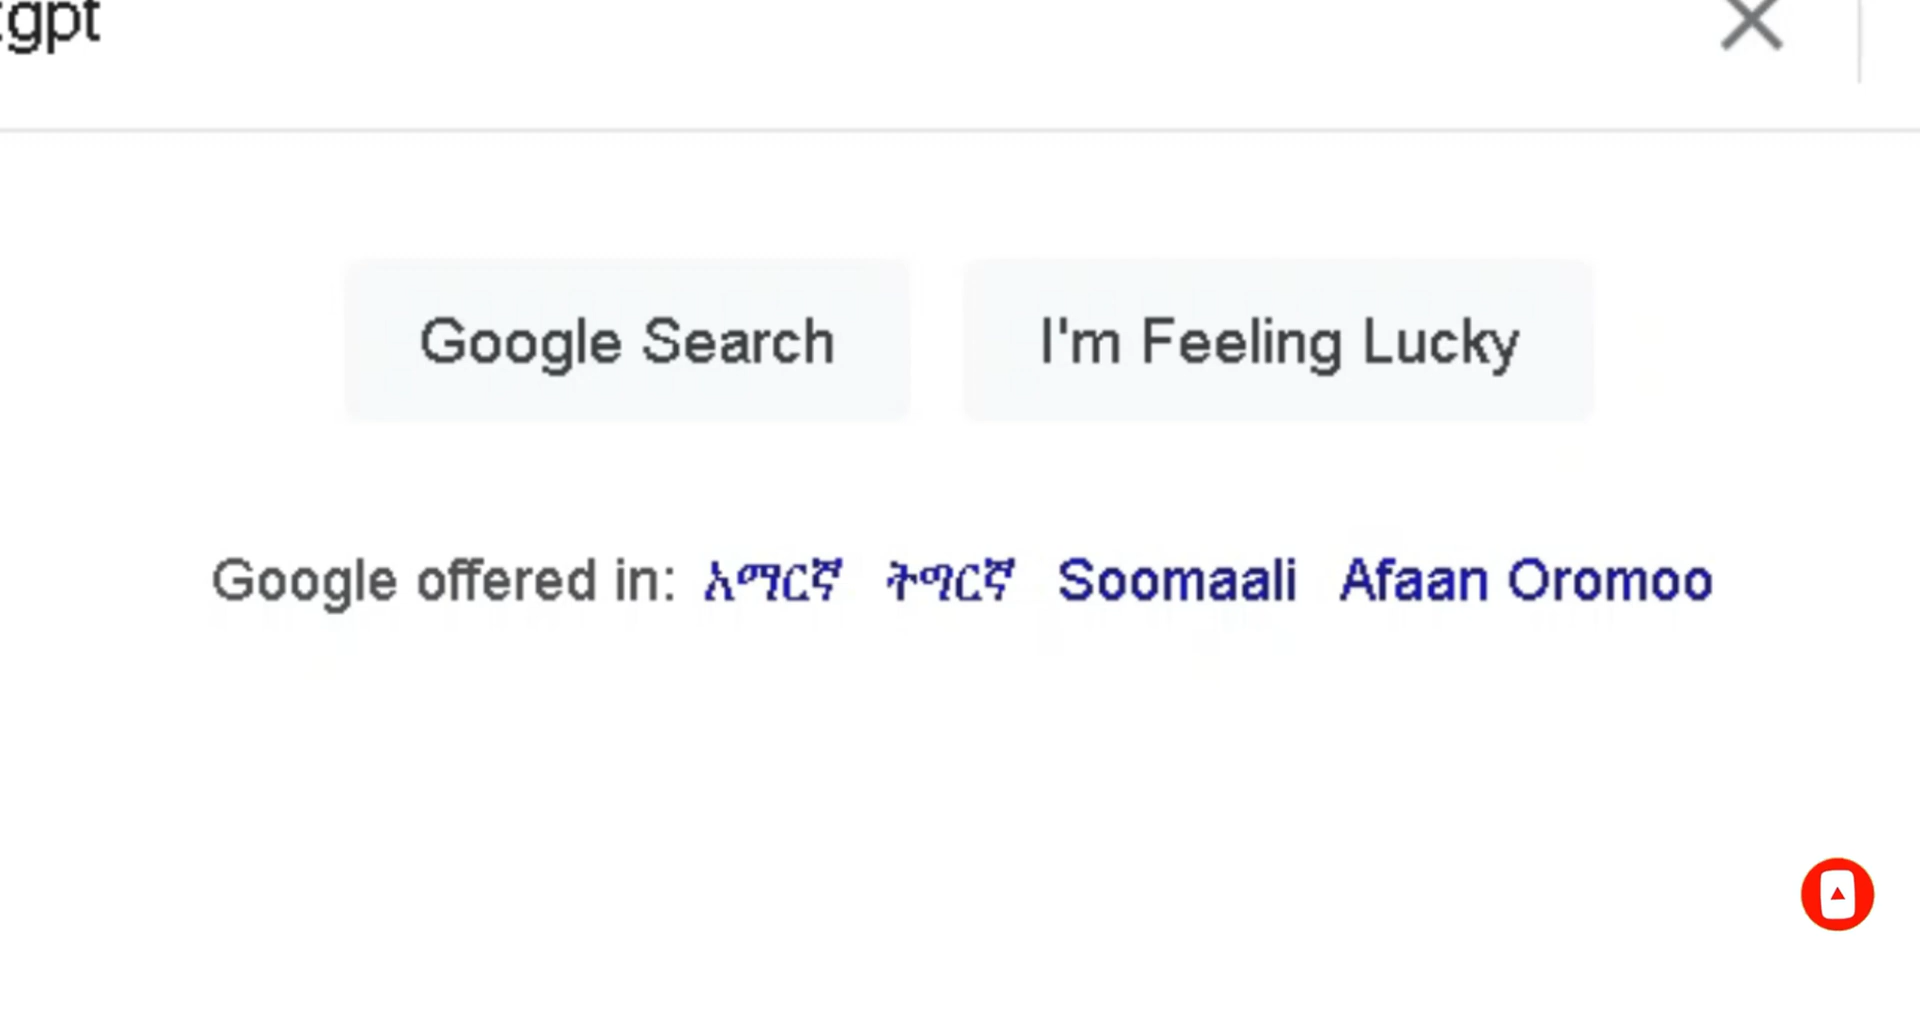 gpt
Google Search I'm Feeling Lucky
Google offered in: አማርኛ ትግርኛ Soomaali Afaan Oromoo